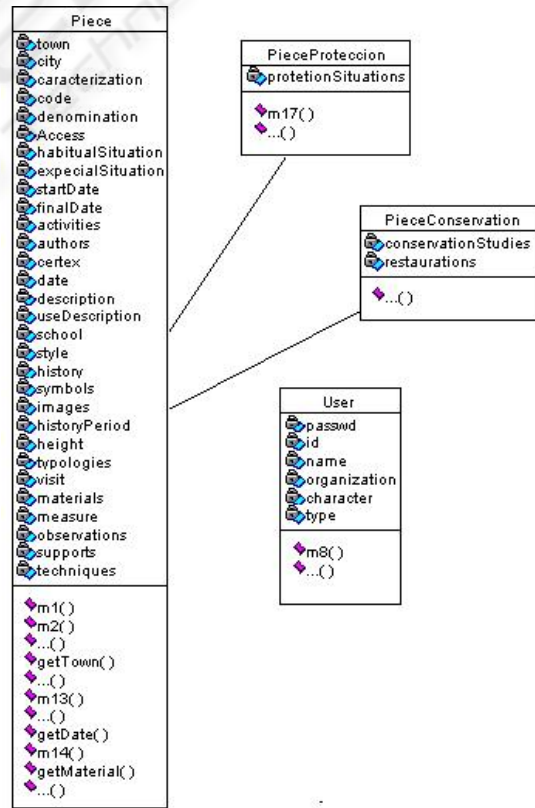 Piece
town
city
caracterization
code
denomination
Access
habitualSituation
expecialSituation
startDate
finalDate
activities
authors
certex
date
description
useDescription
school
style
history
symbols
images
historyPeriod
height
typologies
visit
materials
measure
observations
supports
techniques
m1()
m2()
...()
getTown()
...()
m13()
...()
getDate()
m14()
getMaterial()
...()
PieceProteccion
protetionSituations
m17()
...()
PieceConservation
conservationStudies
restaurations
...()
User
passwd
id
name
organization
character
type
m8()
...()